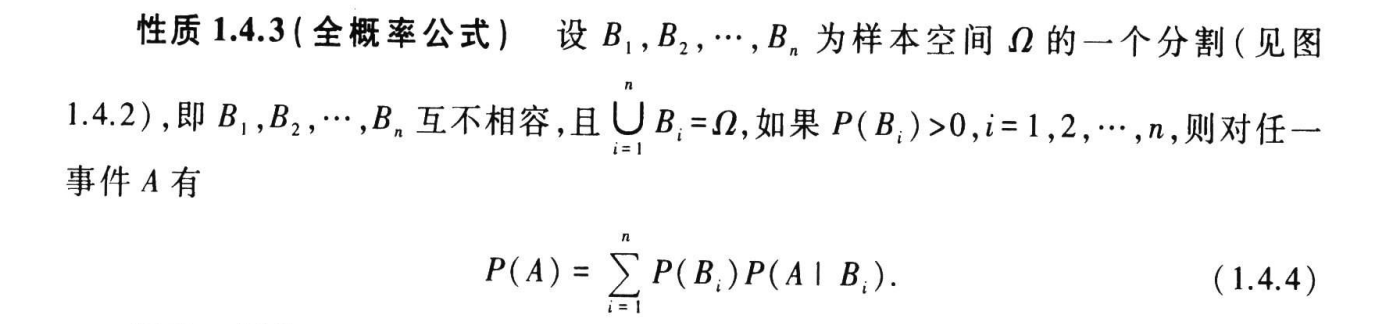 性质 1.4.3(全概率公式) 设 B₁,B₂,⋯,Bₙ 为样本空间 Ω 的一个分割(见图
1.4.2),即 B₁,B₂,⋯,Bₙ 互不相容,且 ⋃ᵢ₌₁ⁿ Bᵢ=Ω,如果 P(Bᵢ)>0,i=1,2,⋯,n,则对任一
事件 A 有
P(A) = ∑ᵢ₌₁ⁿ P(Bᵢ)P(A | Bᵢ). (1.4.4)